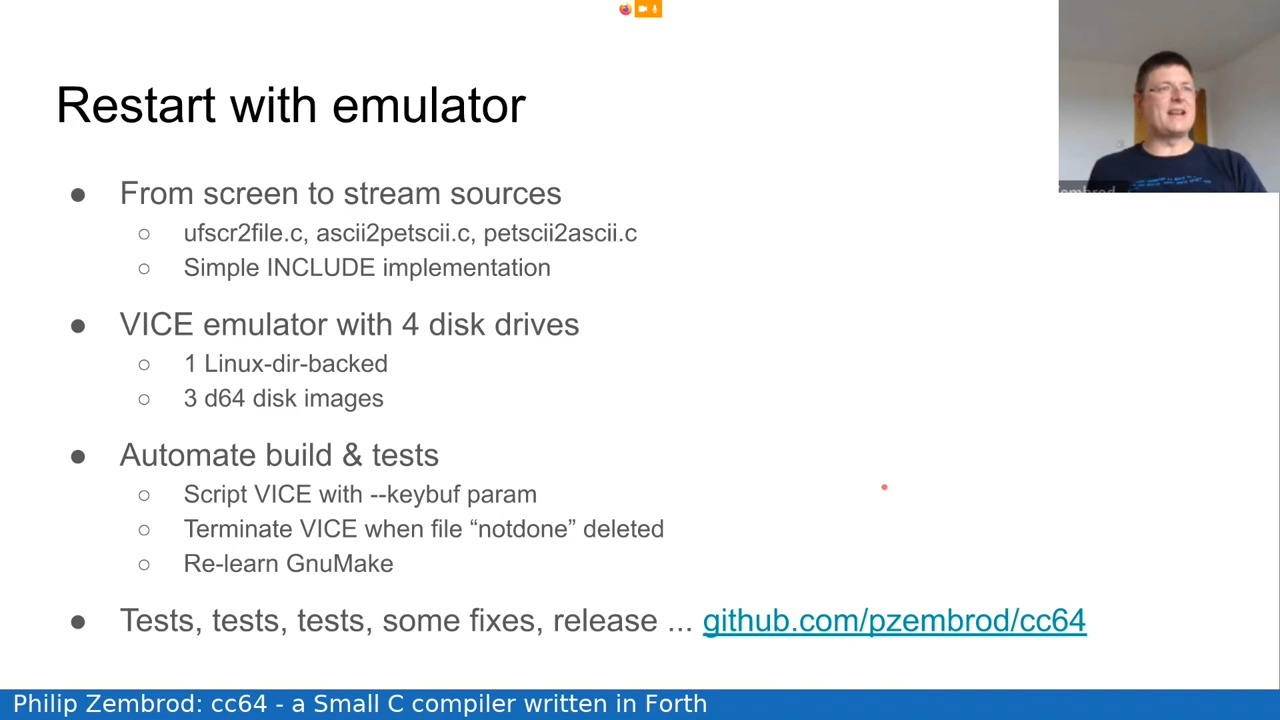 Restart with emulator
● From screen to stream sources
○ ufscr2file.c, ascii2petscii.c, petscii2ascii.c
○ Simple INCLUDE implementation
● VICE emulator with 4 disk drives
○ 1 Linux-dir-backed
○ 3 d64 disk images
● Automate build & tests
○ Script VICE with --keybuf param
○ Terminate VICE when file “notdone” deleted
○ Re-learn GnuMake
● Tests, tests, tests, some fixes, release ... github.com/pzembrod/cc64
Philip Zembrod: cc64 - a Small C compiler written in Forth